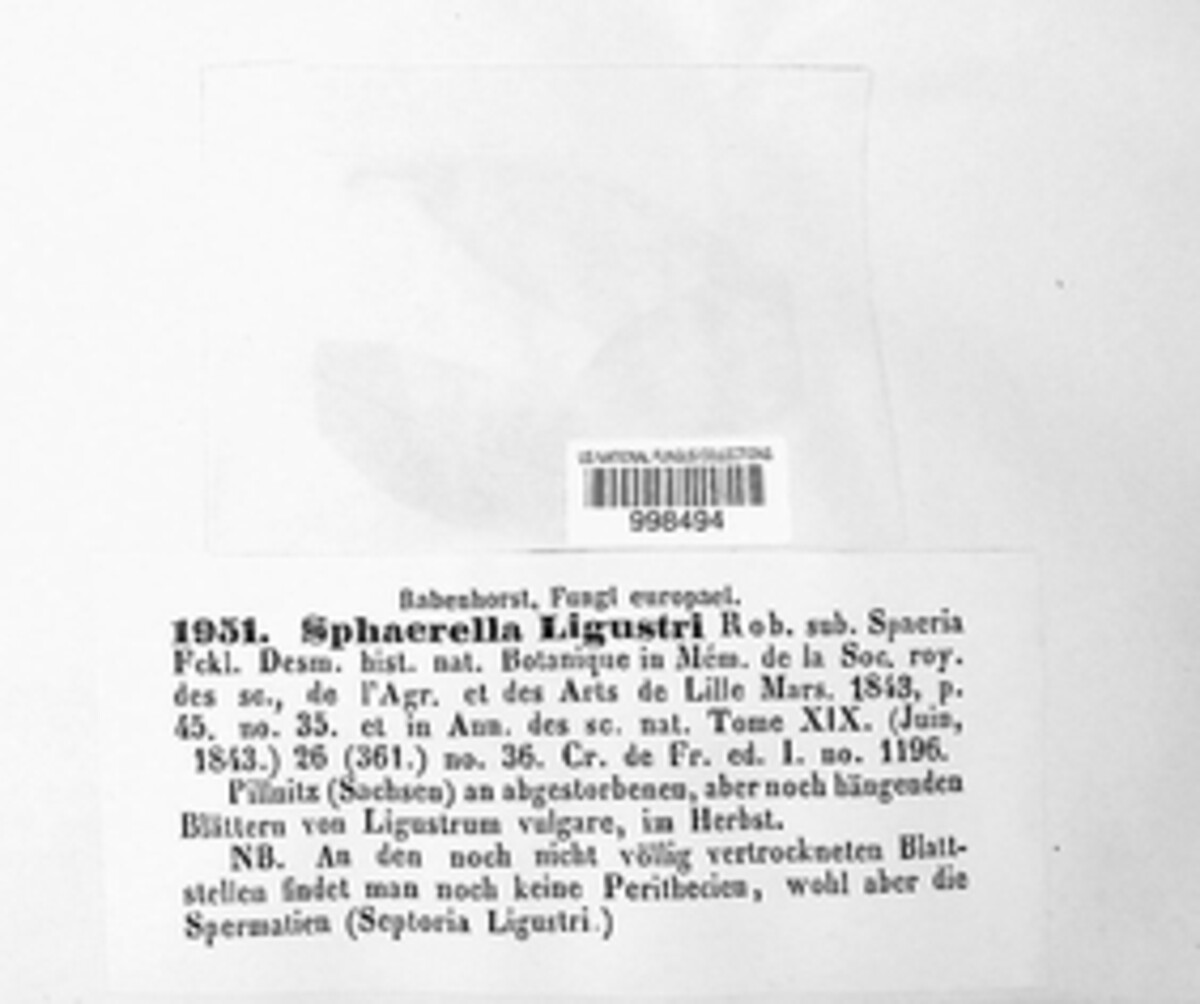 US NATIONAL FUNGUS COLLECTIONS
998494
Rabenhorst, Fungi europaei.
1951. Sphaerella Ligustri Rob. sub. Spaeria
Fckl. Desm. hist. nat. Botanique in Mém. de la Soc. roy.
des sc., de l'Agr. et des Arts de Lille Mars. 1843, p.
45. no. 35. et in Ann. des sc. nat. Tome XIX. (Juin,
1843.) 26 (361.) no. 36. Cr. de Fr. ed. I. no. 1196.
Pillnitz (Sachsen) an abgestorbenen, aber noch hängenden
Blättern von Ligustrum vulgare, im Herbst.
NB. An den noch nicht völlig vertrockneten Blatt-
stellen findet man noch keine Perithecien, wohl aber die
Spermatien (Septoria Ligustri.)